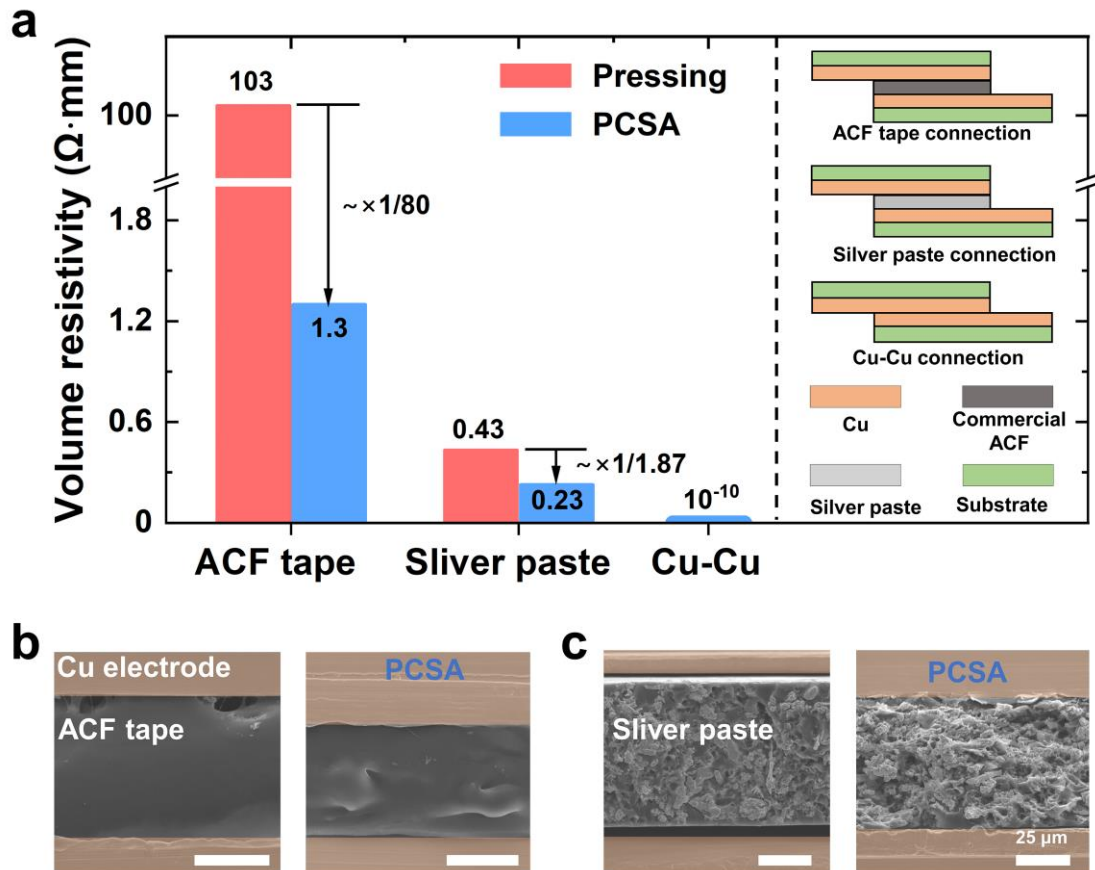 a
Volume resistivity (Ω·mm)
100
1.8
1.2
0.6
0
103
~ ×1/80
1.3
0.43
~ ×1/1.87
0.23
10⁻¹⁰
Pressing
PCSA
ACF tape
Sliver paste
Cu-Cu
ACF tape connection
Silver paste connection
Cu-Cu connection
Cu
Commercial
ACF
Silver paste
Substrate
b
Cu electrode
ACF tape
PCSA
c
Sliver paste
PCSA
25 μm